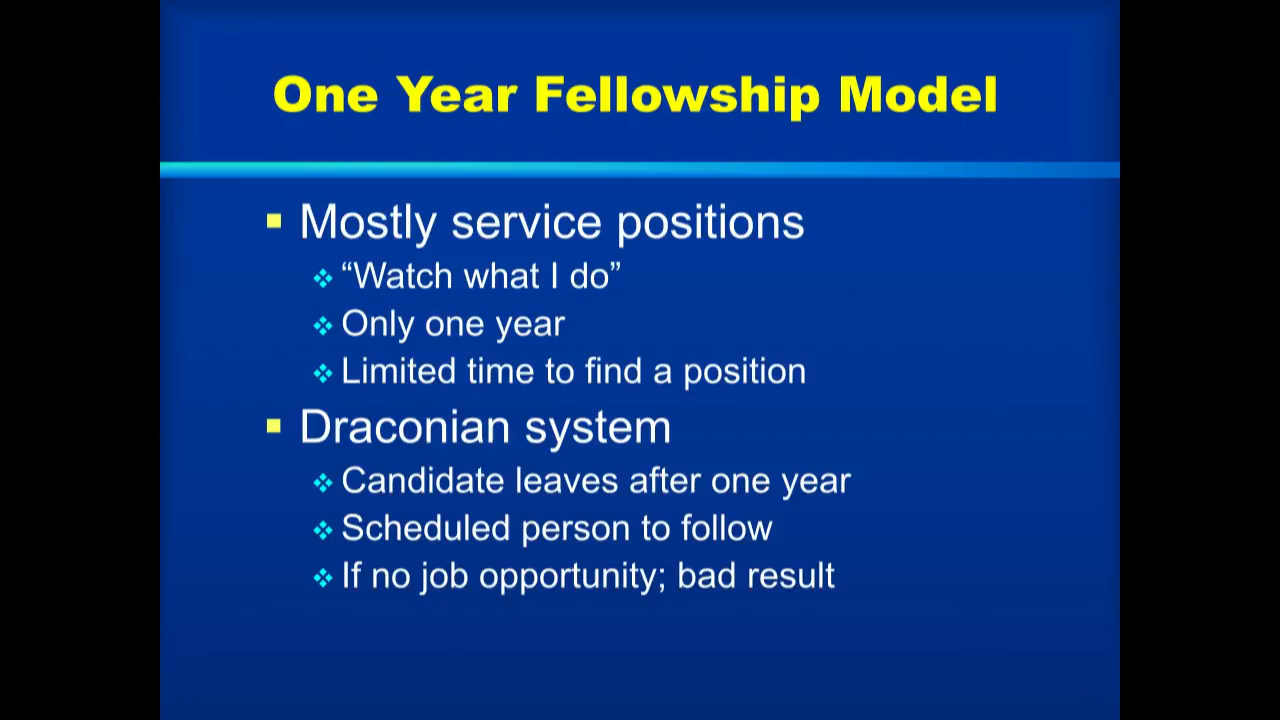 One Year Fellowship Model
Mostly service positions
“Watch what I do”
Only one year
Limited time to find a position
Draconian system
Candidate leaves after one year
Scheduled person to follow
If no job opportunity; bad result